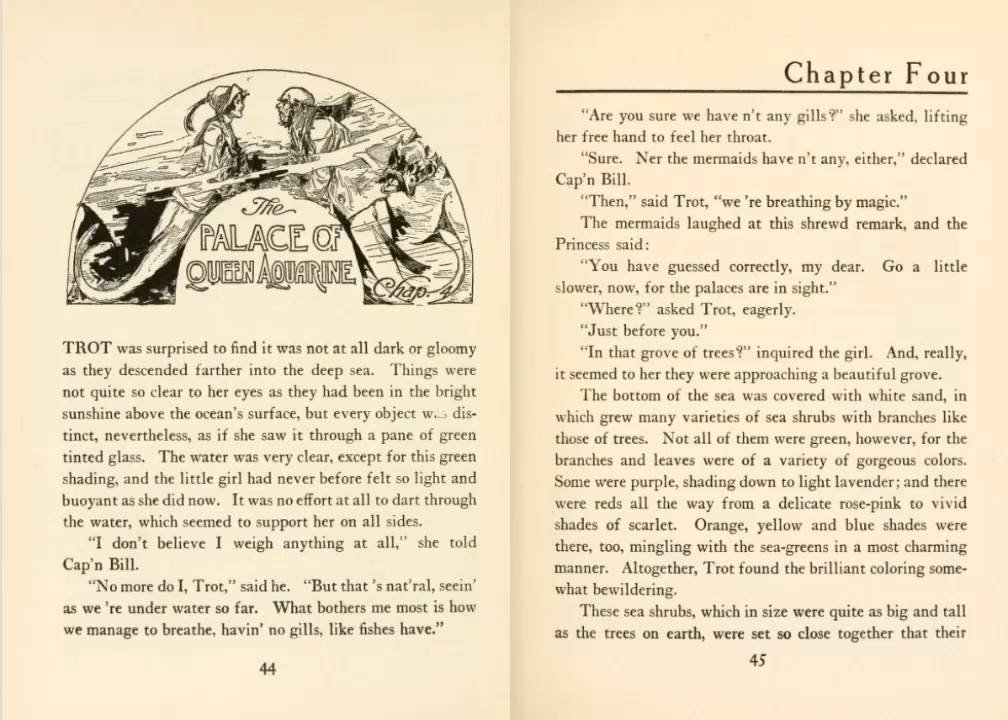 The
PALACE OF
QUEEN AQUARINE
Chap. 4
TROT was surprised to find it was not at all dark or gloomy
as they descended farther into the deep sea. Things were
not quite so clear to her eyes as they had been in the bright
sunshine above the ocean's surface, but every object dis-
tinct, nevertheless, as if she saw it through a pane of green
tinted glass. The water was very clear, except for this green
shading, and the little girl had never before felt so light and
buoyant as she did now. It was no effort at all to dart through
the water, which seemed to support her on all sides.
"I don't believe I weigh anything at all," she told
Cap'n Bill.
"No more do I, Trot," said he. "But that 's nat'ral, seein'
as we 're under water so far. What bothers me most is how
we manage to breathe, havin' no gills, like fishes have."
44
Chapter Four
"Are you sure we have n't any gills?" she asked, lifting
her free hand to feel her throat.
"Sure. Ner the mermaids have n't any, either," declared
Cap'n Bill.
"Then," said Trot, "we 're breathing by magic."
The mermaids laughed at this shrewd remark, and the
Princess said:
"You have guessed correctly, my dear. Go a little
slower, now, for the palaces are in sight."
"Where?" asked Trot, eagerly.
"Just before you."
"In that grove of trees?" inquired the girl. And, really,
it seemed to her they were approaching a beautiful grove.
The bottom of the sea was covered with white sand, in
which grew many varieties of sea shrubs with branches like
those of trees. Not all of them were green, however, for the
branches and leaves were of a variety of gorgeous colors.
Some were purple, shading down to light lavender; and there
were reds all the way from a delicate rose-pink to vivid
shades of scarlet. Orange, yellow and blue shades were
there, too, mingling with the sea-greens in a most charming
manner. Altogether, Trot found the brilliant coloring some-
what bewildering.
These sea shrubs, which in size were quite as big and tall
as the trees on earth, were set so close together that their
45